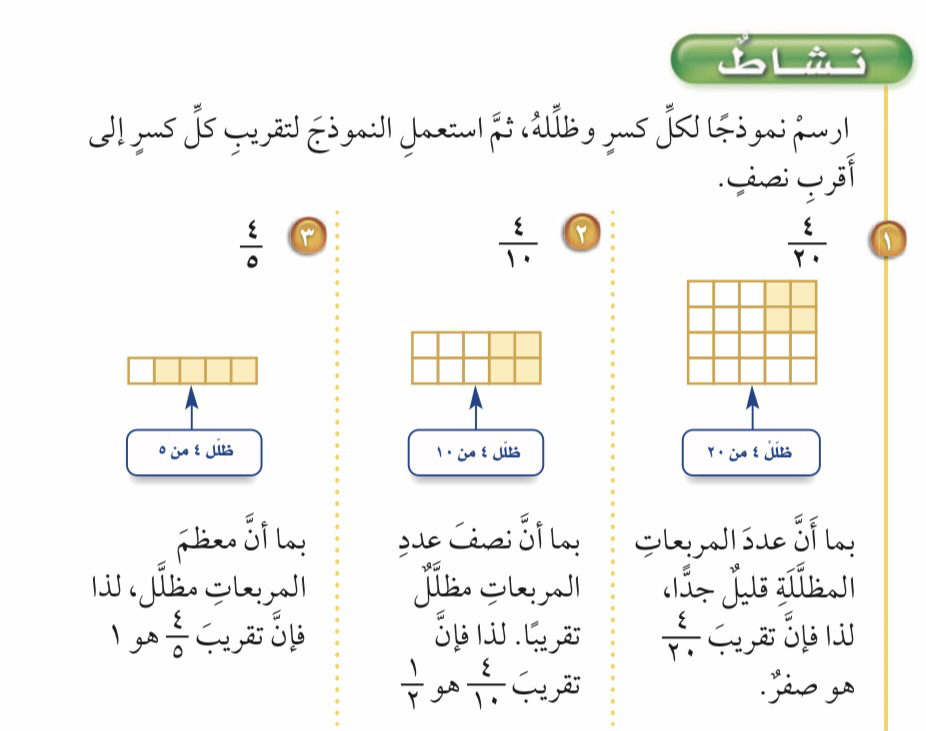 نشاطٌ
ارسمْ نموذجًا لكلِّ كسرٍ وظلِّلهُ، ثمَّ استعملِ النموذجَ لتقريبِ كلِّ كسرٍ إلى
أَقربِ نصفٍ.
١ ٤/٢٠
ظلّلْ ٤ من ٢٠
بما أَنَّ عددَ المربعاتِ
المظلَّلَةِ قليلٌ جدًّا،
لذا فإنَّ تقريبَ ٤/٢٠
هو صفرٌ.
٢ ٤/١٠
ظلّل ٤ من ١٠
بما أنَّ نصفَ عددِ
المربعاتِ مظلَّلٌ
تقريبًا. لذا فإنَّ
تقريبَ ٤/١٠ هو ١/٢
٣ ٤/٥
ظلّل ٤ من ٥
بما أنَّ معظمَ
المربعاتِ مظلَّل، لذا
فإنَّ تقريبَ ٤/٥ هو ١